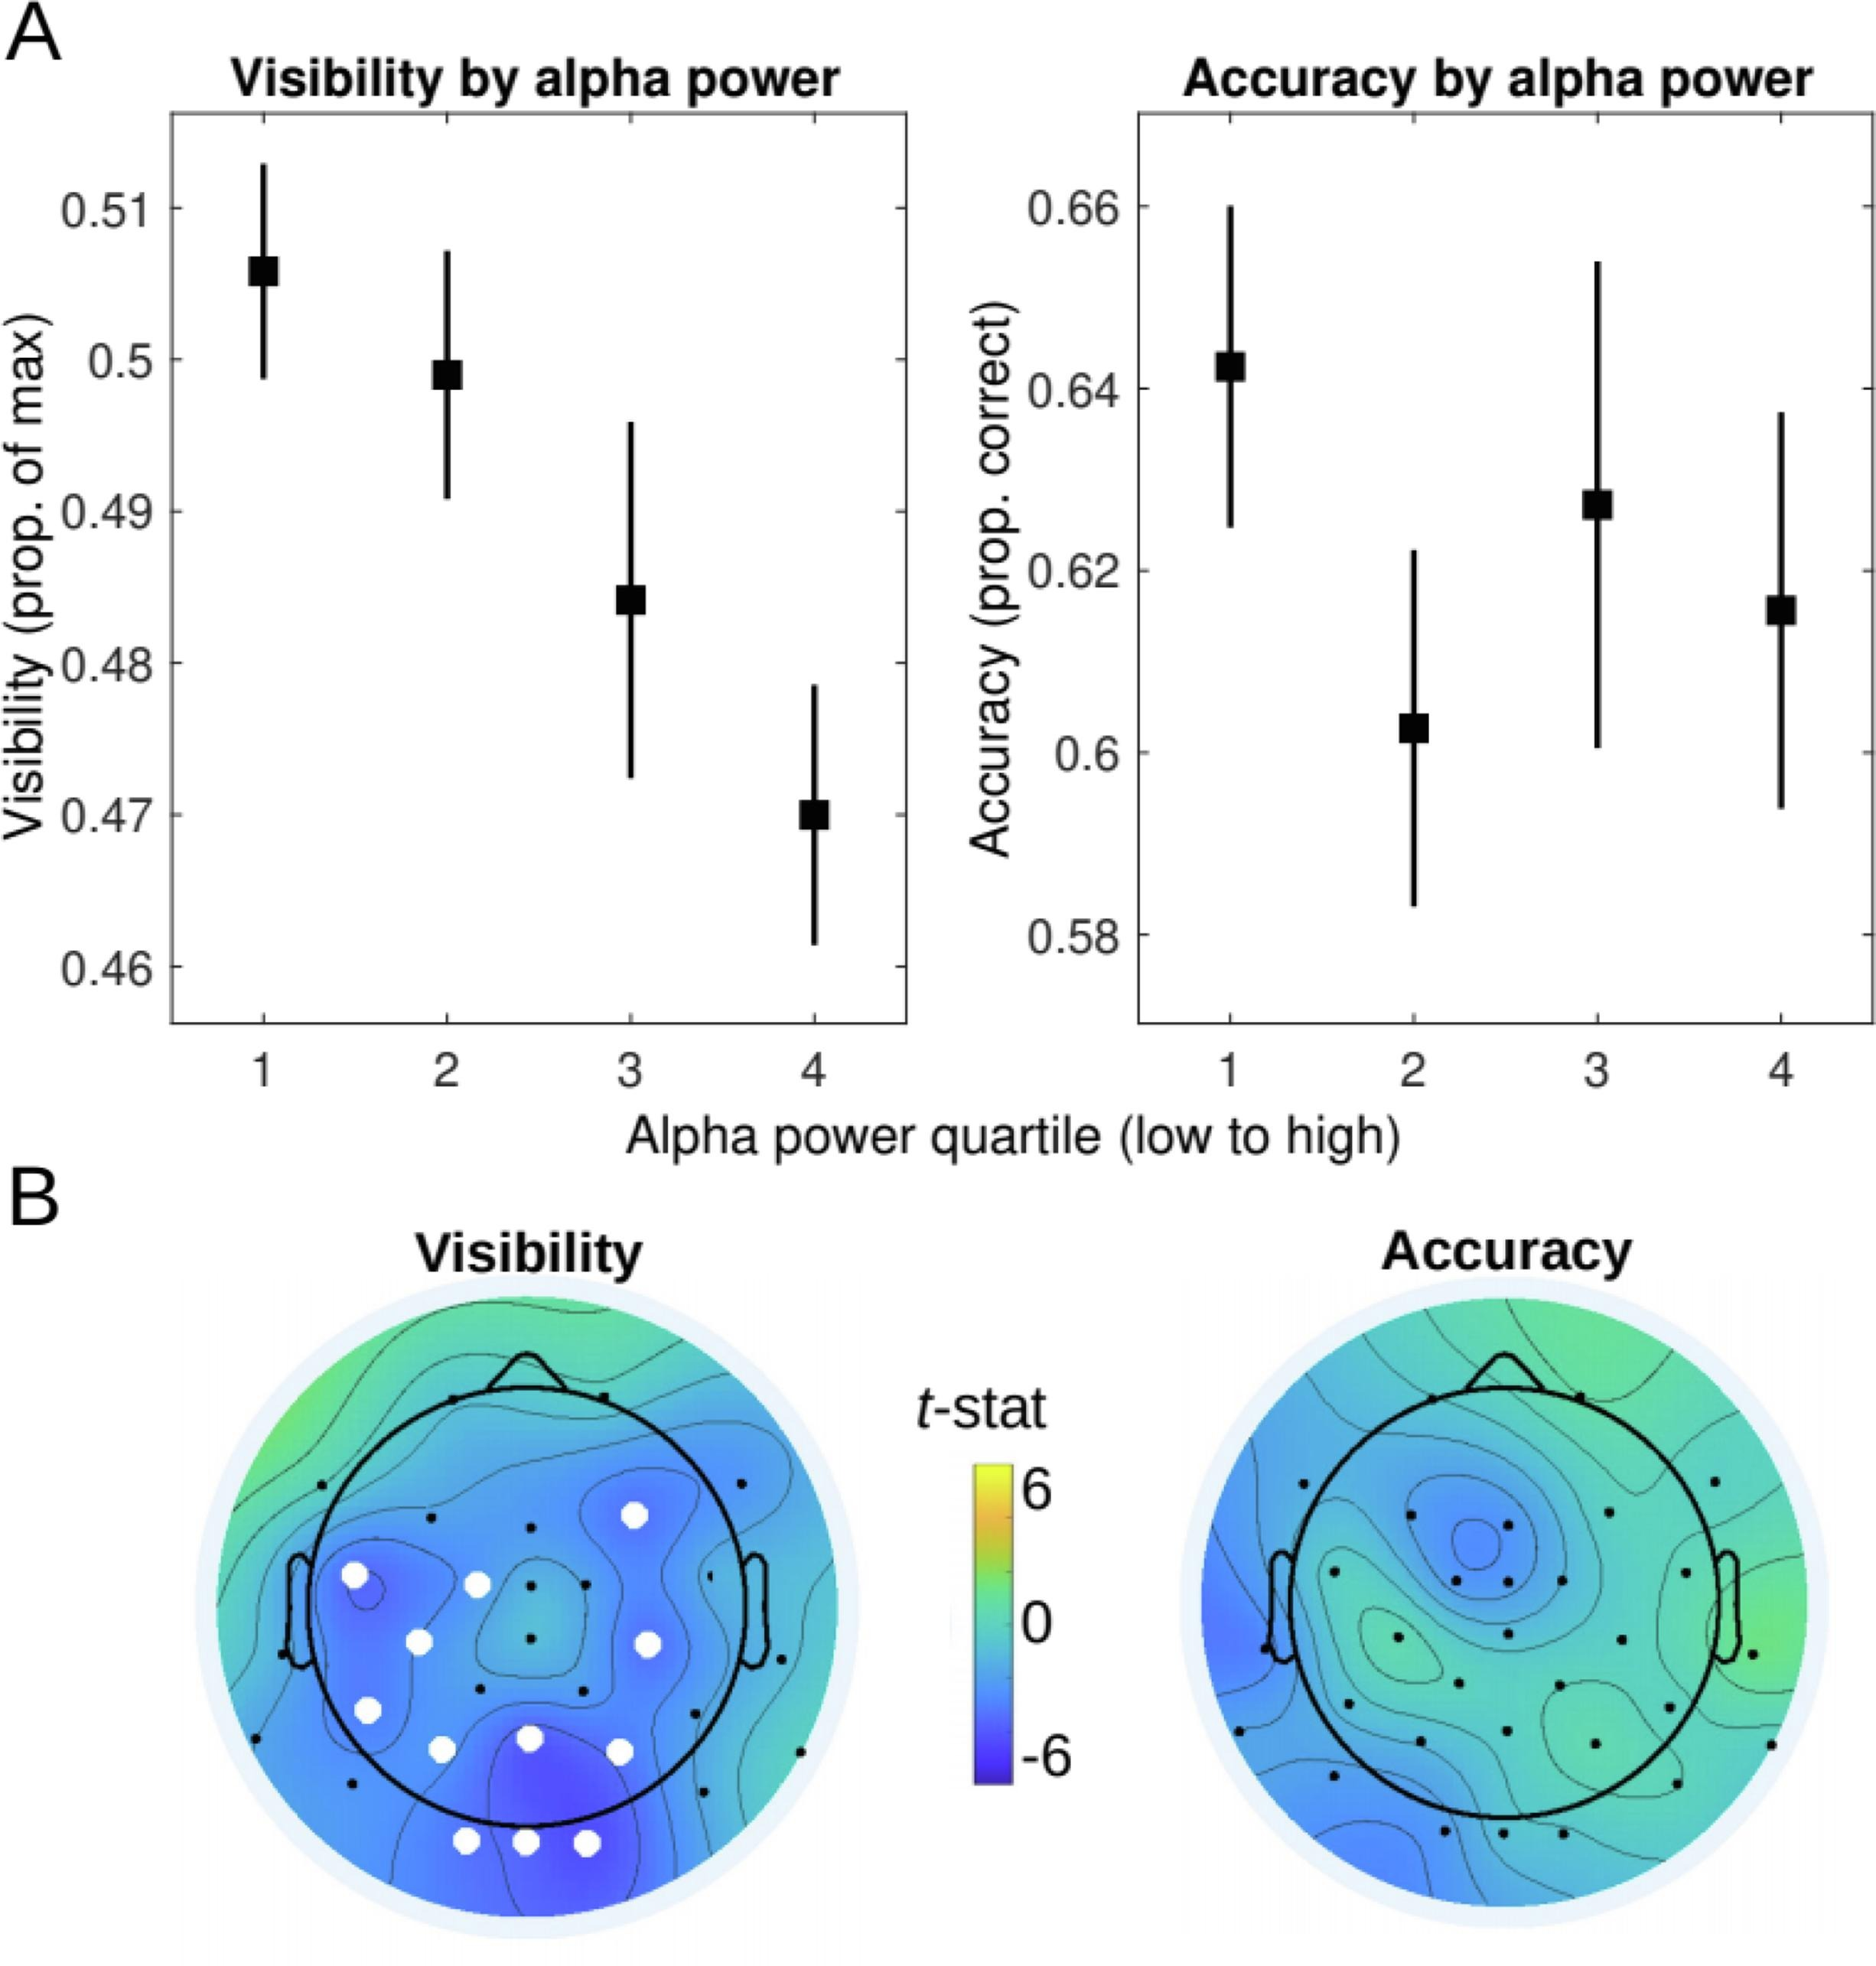 A
Visibility by alpha power
Accuracy by alpha power
Visibility (prop. of max)
0.51
0.5
0.49
0.48
0.47
0.46
1 2 3 4
Accuracy (prop. correct)
0.66
0.64
0.62
0.6
0.58
1 2 3 4
Alpha power quartile (low to high)
B
Visibility
Accuracy
t-stat
6
0
-6